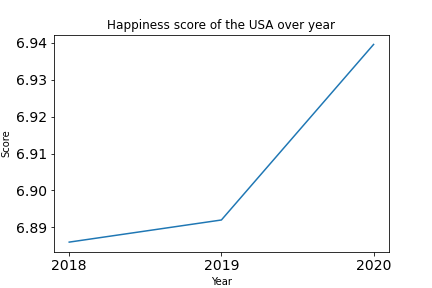 Happiness score of the USA over year
6.94
6.93
6.92
6.91
6.90
6.89
Score
2018 2019 2020
Year